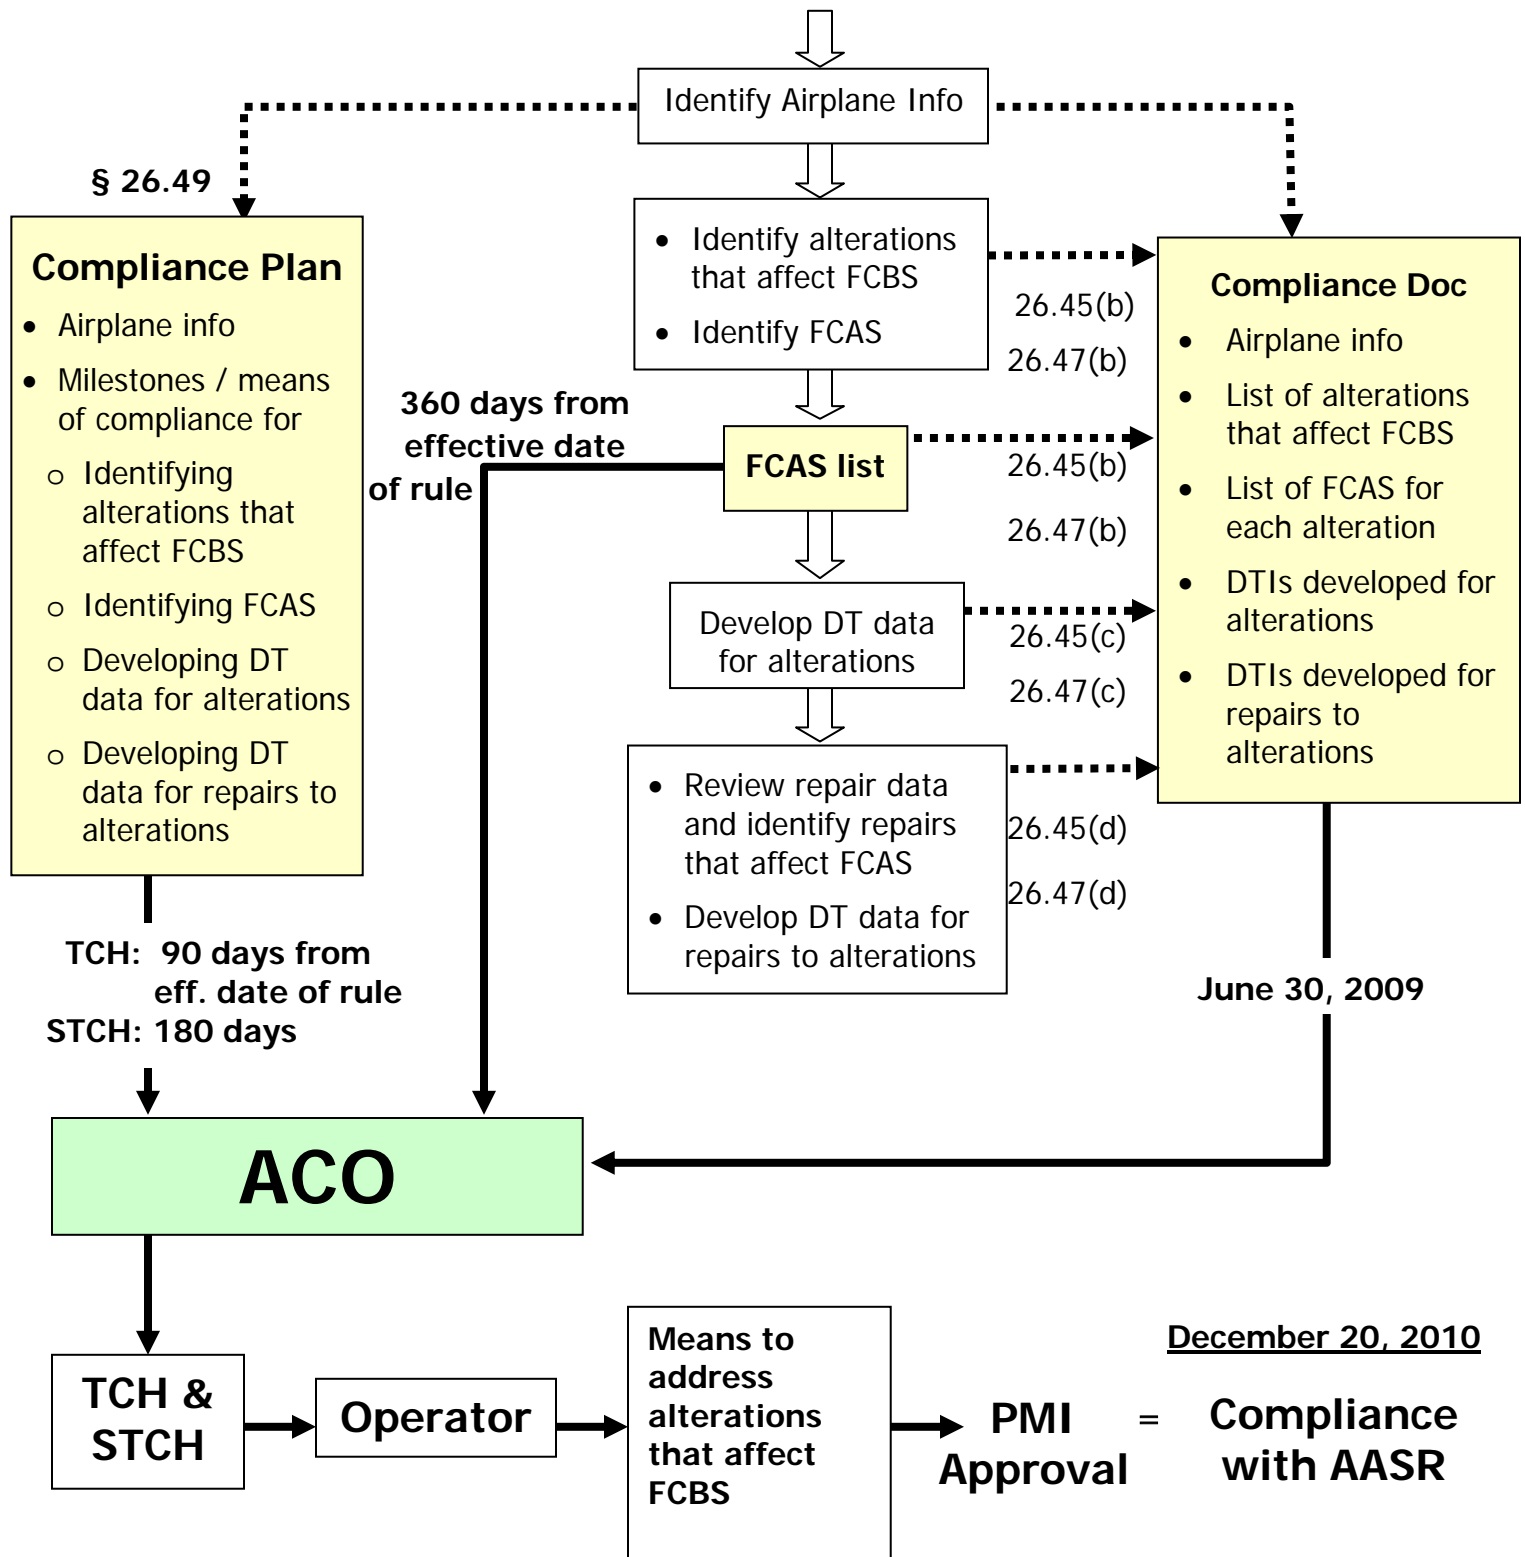 Identify Airplane Info
§ 26.49
Compliance Plan
• Airplane info
• Milestones / means
of compliance for
o Identifying
alterations that
affect FCBS
o Identifying FCAS
o Developing DT
data for alterations
o Developing DT
data for repairs to
alterations
• Identify alterations
that affect FCBS
• Identify FCAS
26.45(b)
26.47(b)
360 days from
effective date
of rule
FCAS list
26.45(b)
26.47(b)
Develop DT data
for alterations
26.45(c)
26.47(c)
• Review repair data
and identify repairs
that affect FCAS
• Develop DT data for
repairs to alterations
26.45(d)
26.47(d)
Compliance Doc
• Airplane info
• List of alterations
that affect FCBS
• List of FCAS for
each alteration
• DTIs developed for
alterations
• DTIs developed for
repairs to
alterations
TCH: 90 days from
eff. date of rule
STCH: 180 days
June 30, 2009
ACO
TCH &
STCH
Operator
Means to
address
alterations
that affect
FCBS
PMI
Approval
=
December 20, 2010
Compliance
with AASR